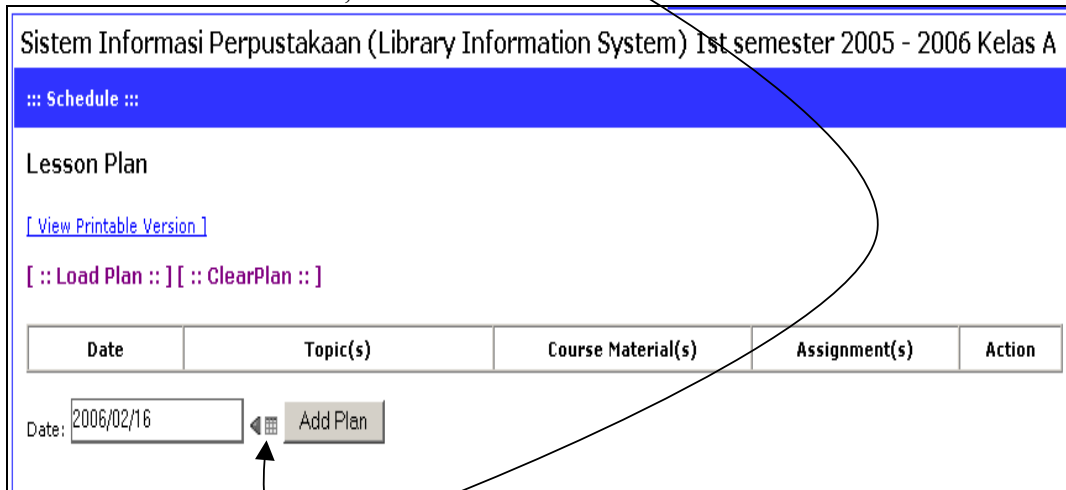 Sistem Informasi Perpustakaan (Library Information System) 1st semester 2005 - 2006 Kelas A
::: Schedule :::
Lesson Plan
[ View Printable Version ]
[ :: Load Plan :: ] [ :: ClearPlan :: ]
Date Topic(s) Course Material(s) Assignment(s) Action
Date: 2006/02/16 Add Plan